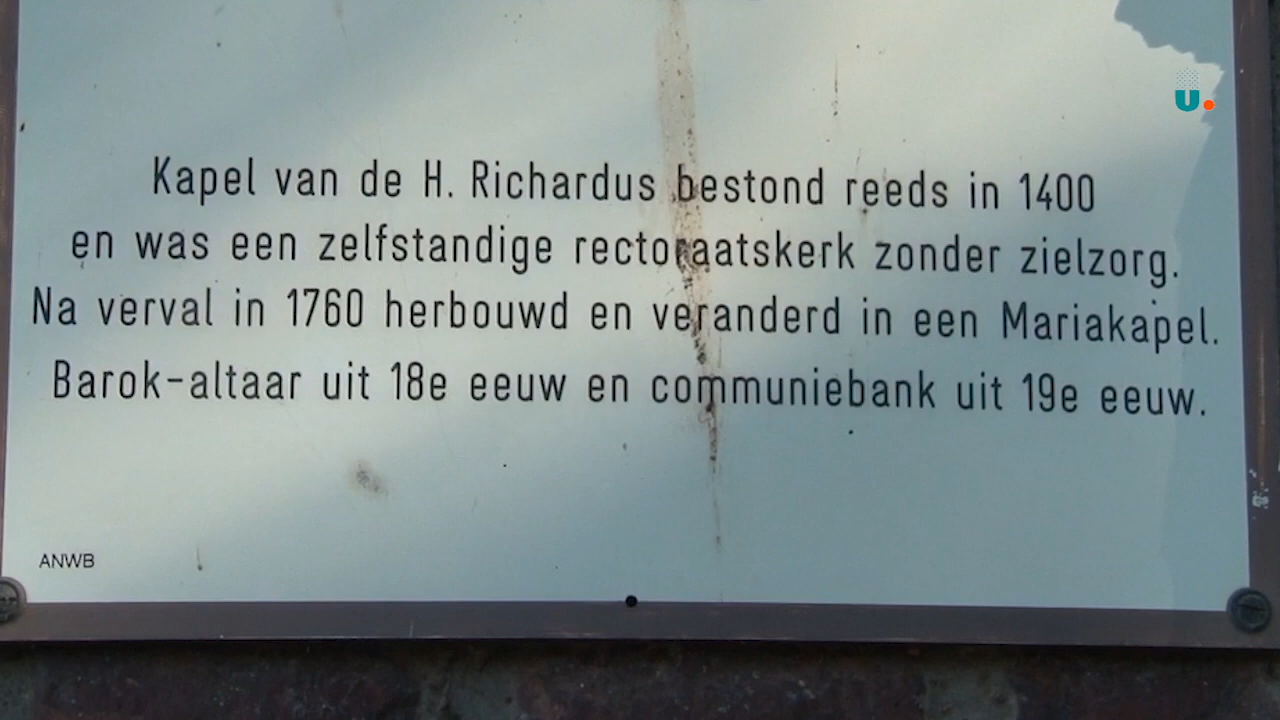 U.
Kapel van de H. Richardus bestond reeds in 1400
en was een zelfstandige rectoraatskerk zonder zielzorg.
Na verval in 1760 herbouwd en veranderd in een Mariakapel.
Barok-altaar uit 18e eeuw en communiebank uit 19e eeuw.
ANWB